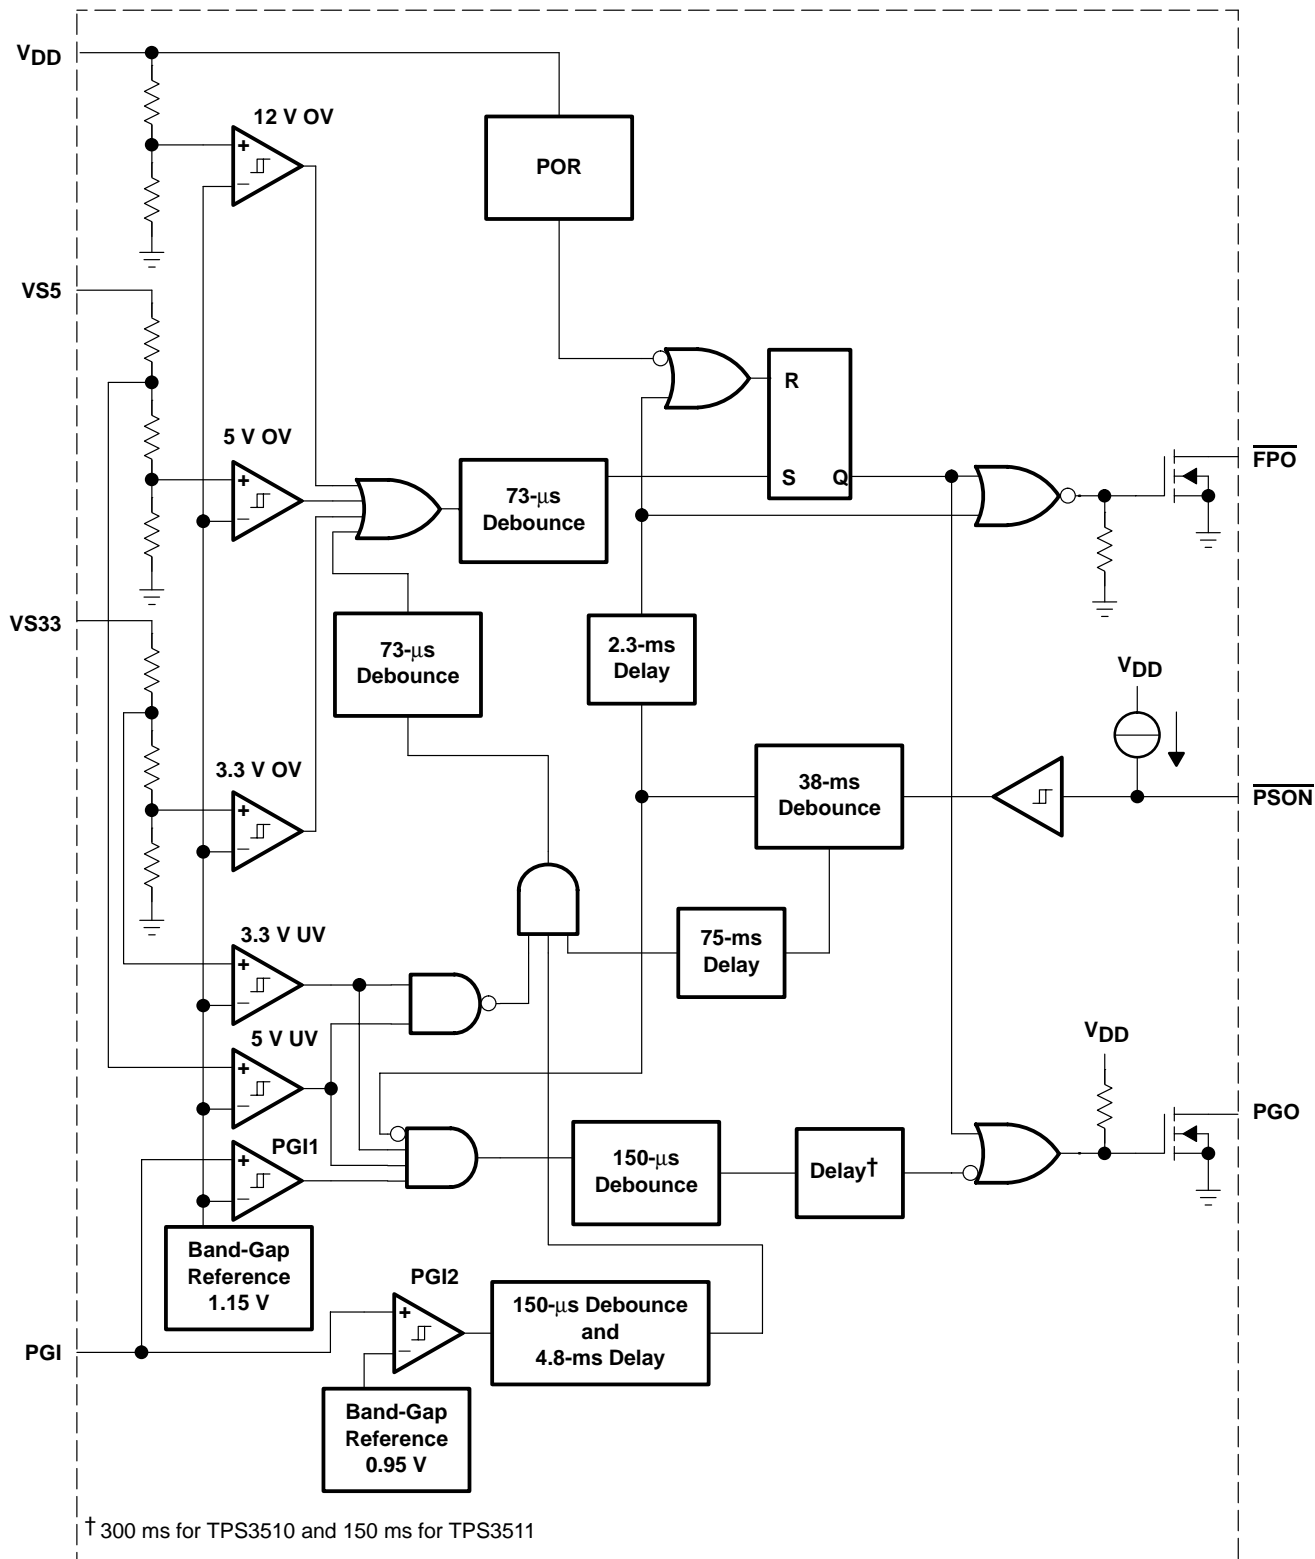 VDD
12 V OV
+
−
POR
VS5
5 V OV
+
−
R
S
Q
FPO
73-μs
Debounce
VS33
73-μs
Debounce
2.3-ms
Delay
VDD
3.3 V OV
+
−
38-ms
Debounce
PSON
3.3 V UV
+
−
75-ms
Delay
5 V UV
+
−
VDD
PGO
PGI1
+
−
150-μs
Debounce
Delay†
Band-Gap
Reference
1.15 V
PGI2
+
−
150-μs Debounce
and
4.8-ms Delay
PGI
Band-Gap
Reference
0.95 V
† 300 ms for TPS3510 and 150 ms for TPS3511